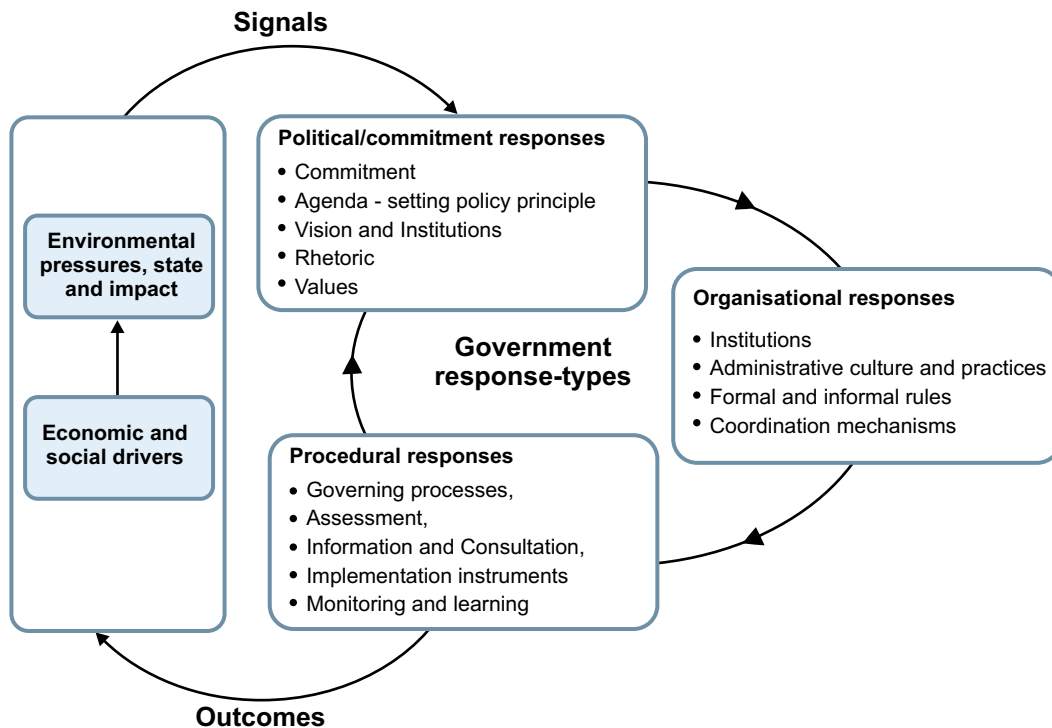 Signals
Political/commitment responses
• Commitment
• Agenda - setting policy principle
• Vision and Institutions
• Rhetoric
• Values
Environmental
pressures, state
and impact
Economic and
social drivers
Government
response-types
Organisational responses
• Institutions
• Administrative culture and practices
• Formal and informal rules
• Coordination mechanisms
Procedural responses
• Governing processes,
• Assessment,
• Information and Consultation,
• Implementation instruments
• Monitoring and learning
Outcomes